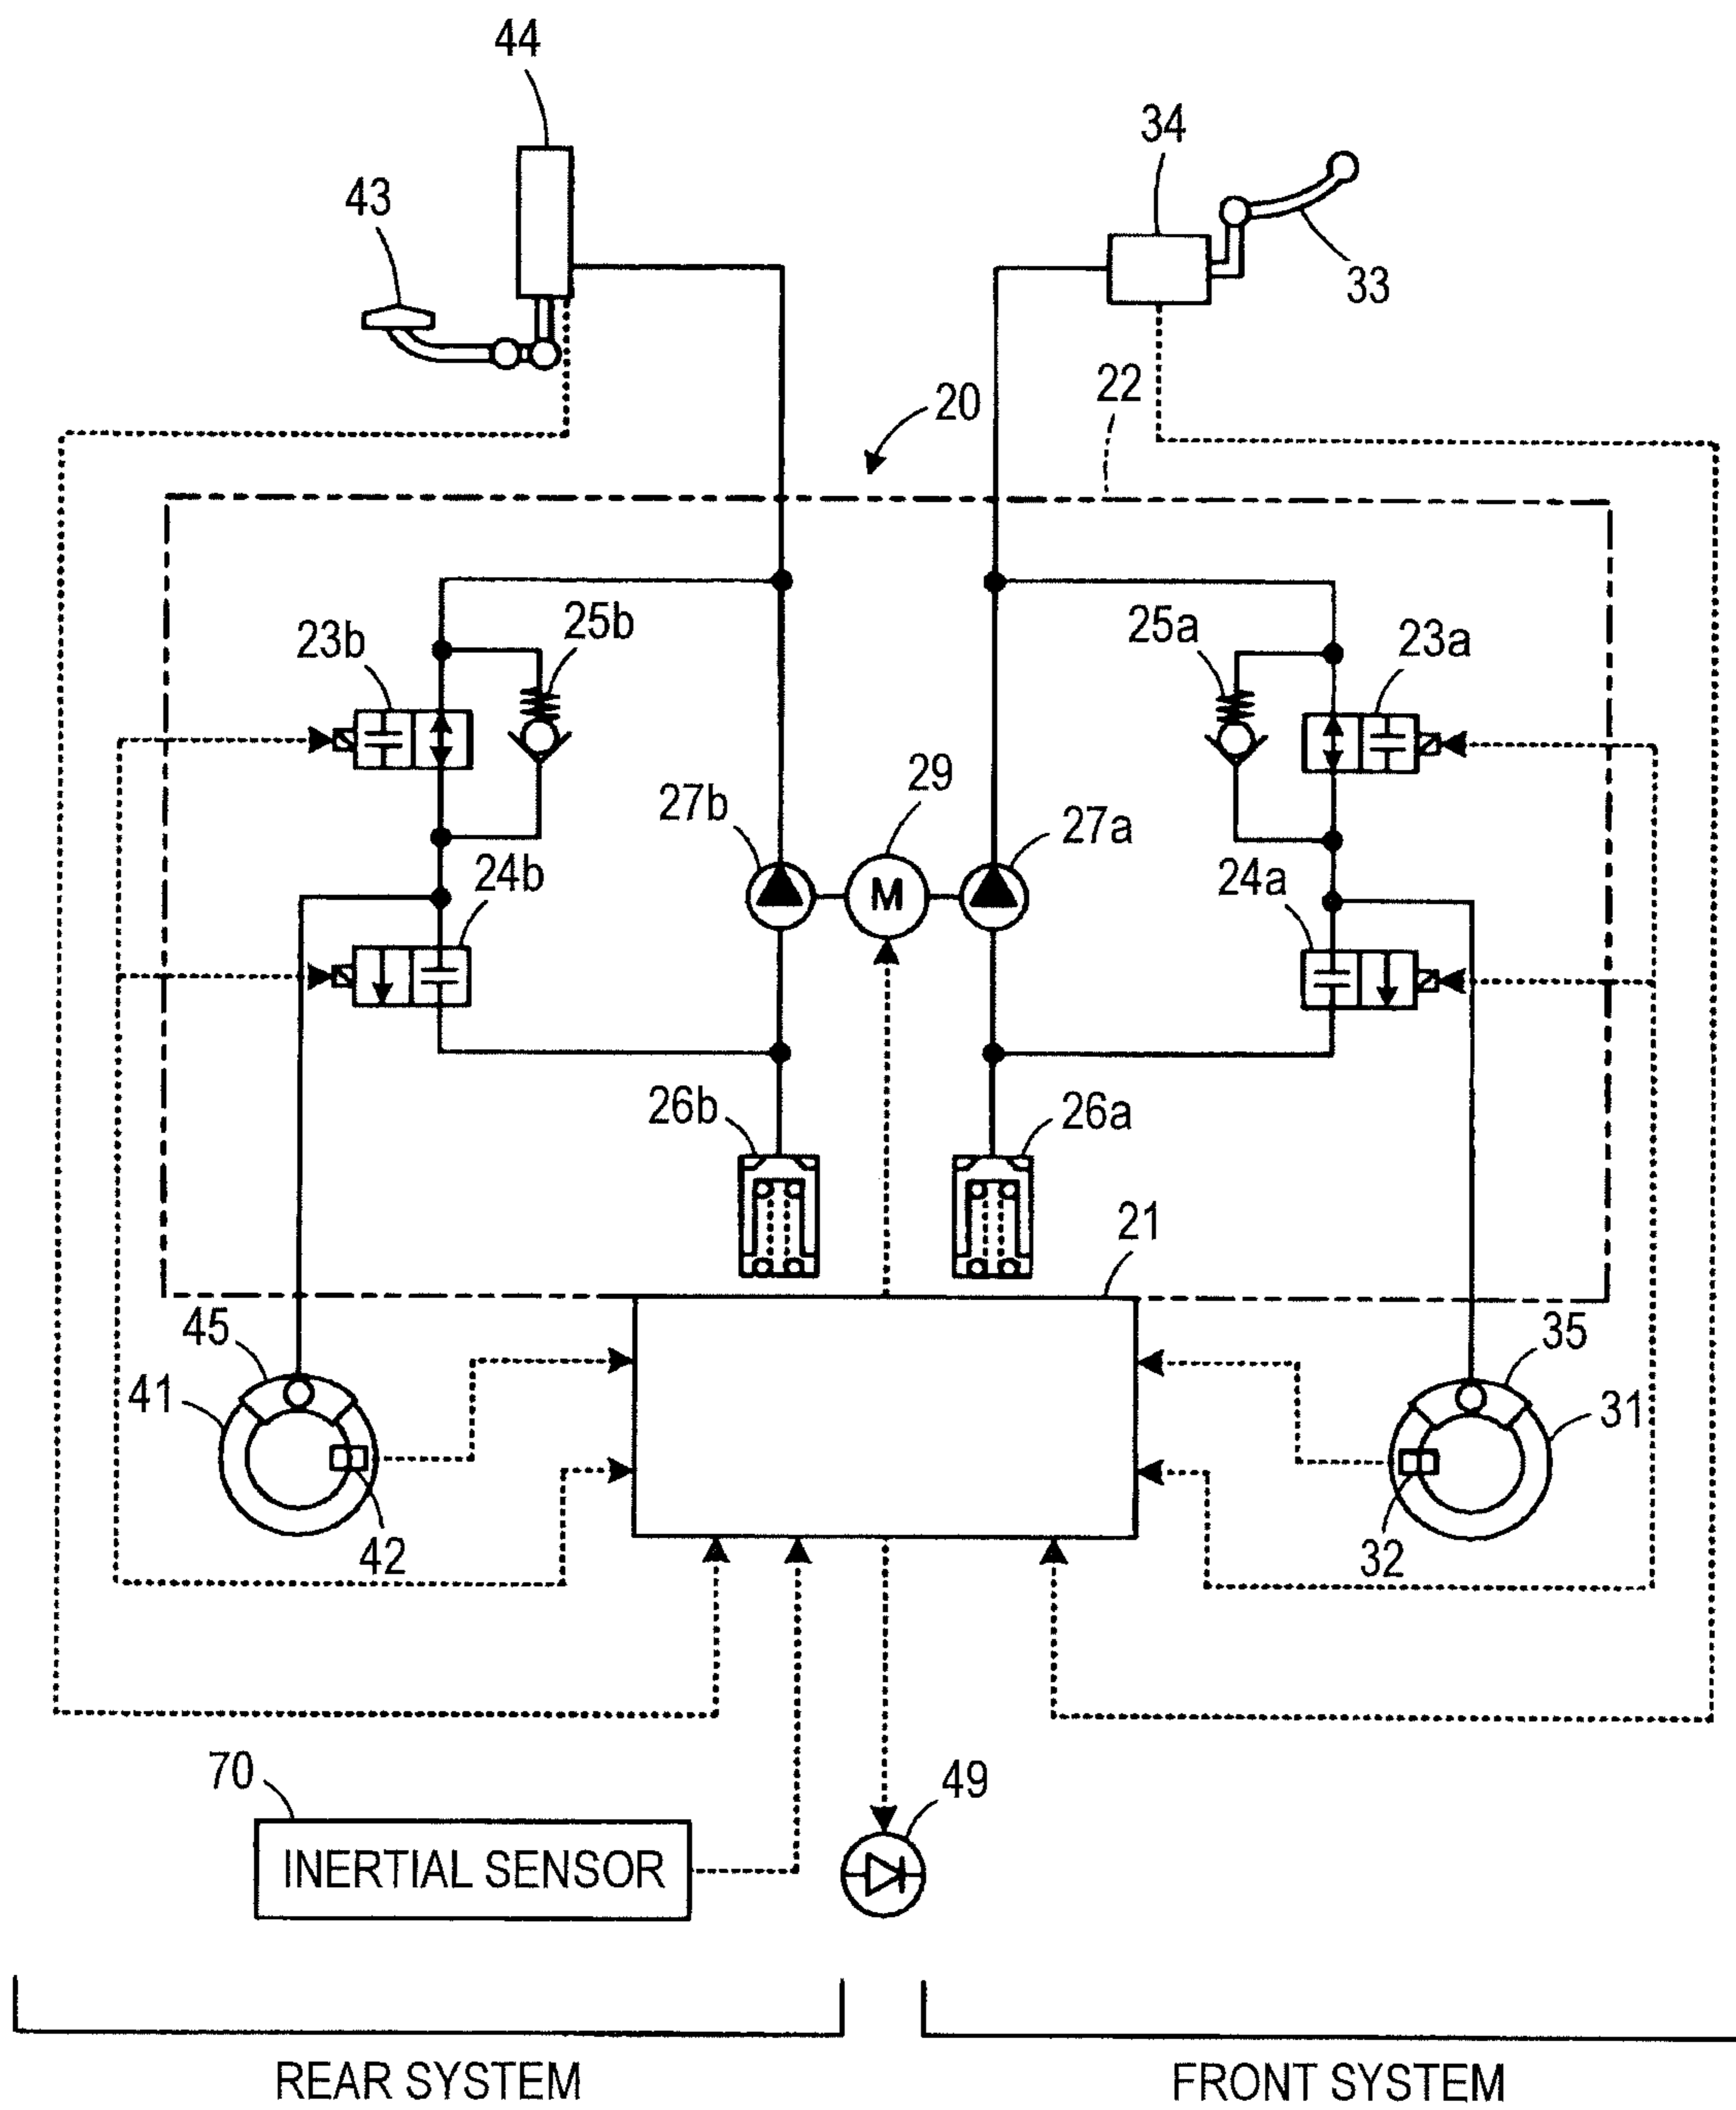 44
34
43
33
22
20
25b
25a
23b
23a
29
27b
27a
24b
24a
M
26b
26a
21
45
35
41
31
42
32
70
49
INERTIAL SENSOR
REAR SYSTEM
FRONT SYSTEM